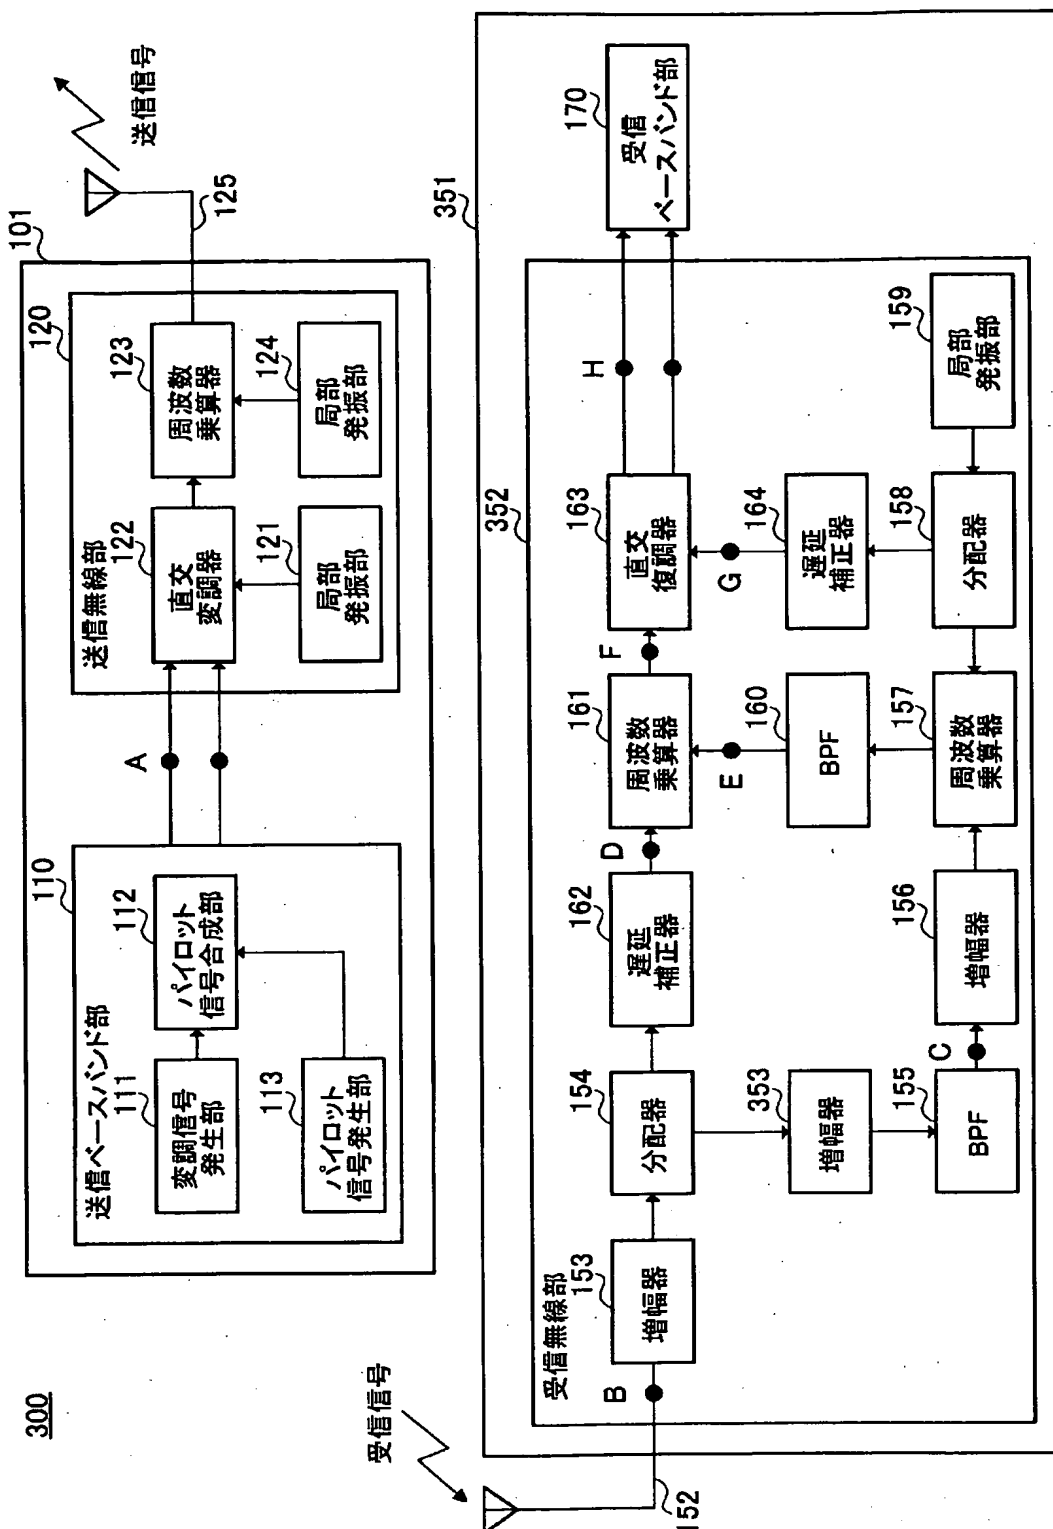 300
101
送信信号
125
110
送信ベースバンド部
111
変調信号
発生部
112
パイロット
信号合成部
113
パイロット
信号発生部
A
120
送信無線部
122
直交
変調器
123
周波数
乗算器
121
局部
発振部
124
局部
発振部
351
受信信号
152
352
受信無線部
B
153
増幅器
154
分配器
162
遅延
補正器
D
161
周波数
乗算器
F
163
直交
復調器
H
170
受信
ベースバンド部
353
増幅器
E
G
160
BPF
164
遅延
補正器
155
BPF
C
156
増幅器
157
周波数
乗算器
158
分配器
159
局部
発振部